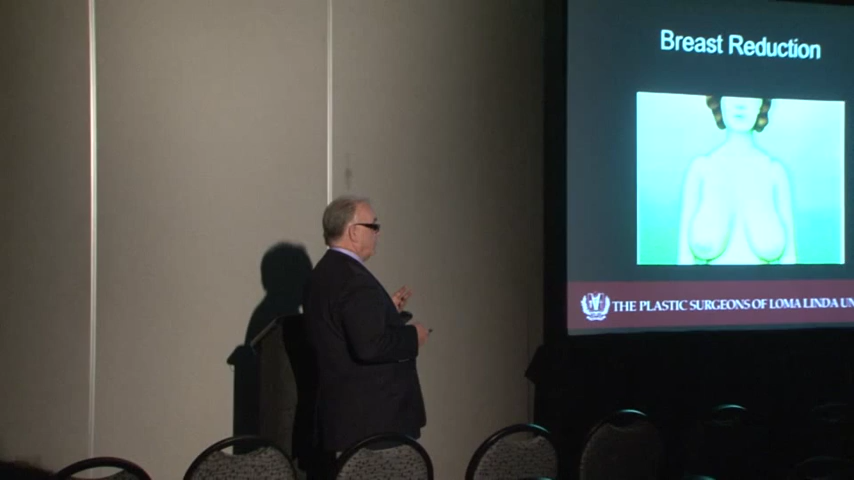 Breast Reduction
THE PLASTIC SURGEONS OF LOMA LINDA UN